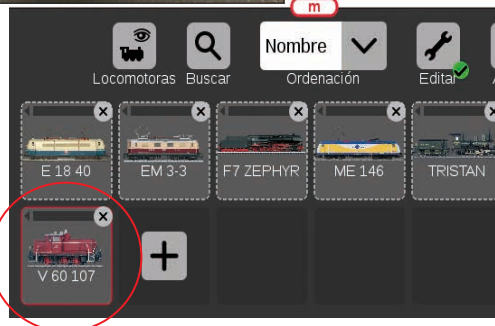 m
Nombre
Locomotoras Buscar Ordenación Editar
E 18 40 EM 3-3 F7 ZEPHYR ME 146 TRISTAN
V 60 107